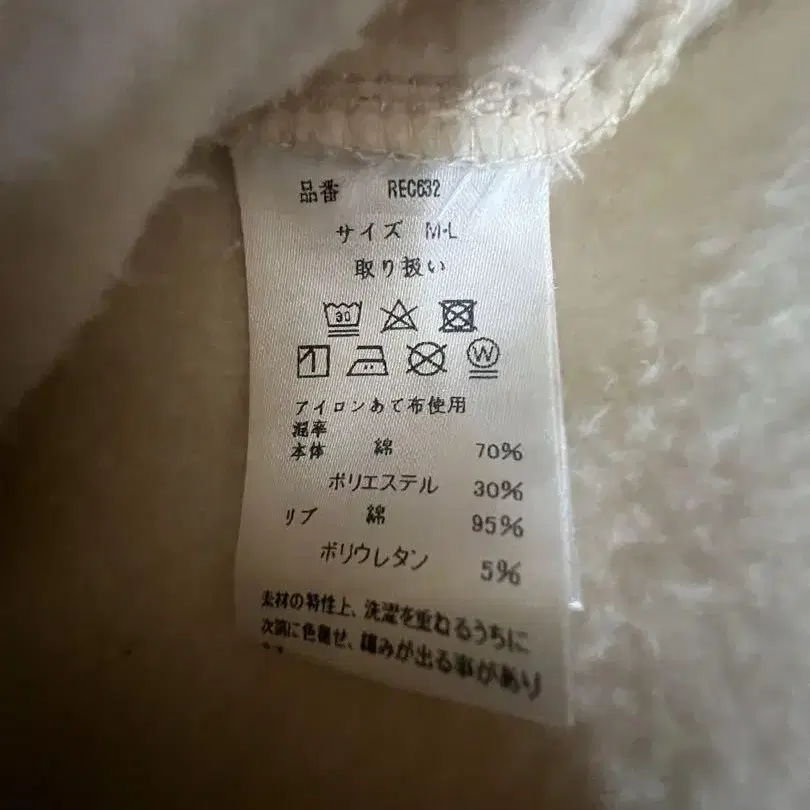 品番 REC632
サイズ M·L
取り扱い
30
W
アイロンあて布使用
混率
本体 綿 70%
ポリエステル 30%
リブ 綿 95%
ポリウレタン 5%
素材の特性上、洗濯を重ねるうちに
次第に色褪せ、縮みが出る事があり